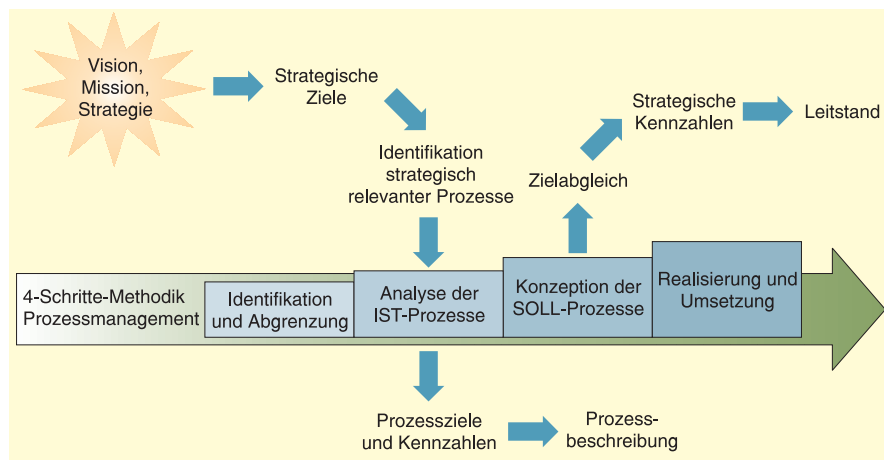 Vision,
Mission,
Strategie
Strategische
Ziele
Identifikation
strategisch
relevanter Prozesse
Zielabgleich
Strategische
Kennzahlen
Leitstand
4-Schritte-Methodik
Prozessmanagement
Identifikation
und Abgrenzung
Analyse der
IST-Prozesse
Konzeption der
SOLL-Prozesse
Realisierung und
Umsetzung
Prozessziele
und Kennzahlen
Prozess-
beschreibung